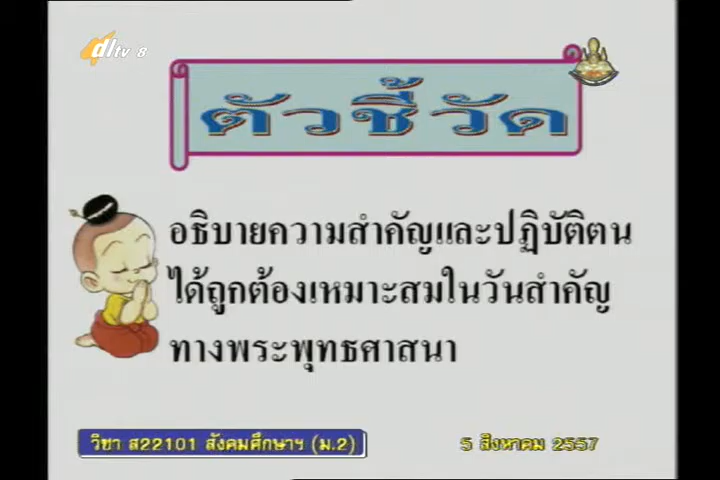 dltv 8
ตัวชี้วัด
อธิบายความสำคัญและปฏิบัติตน
ได้ถูกต้องเหมาะสมในวันสำคัญ
ทางพระพุทธศาสนา
วิชา ส22101 สังคมศึกษาฯ (ม.2)
5 สิงหาคม 2557